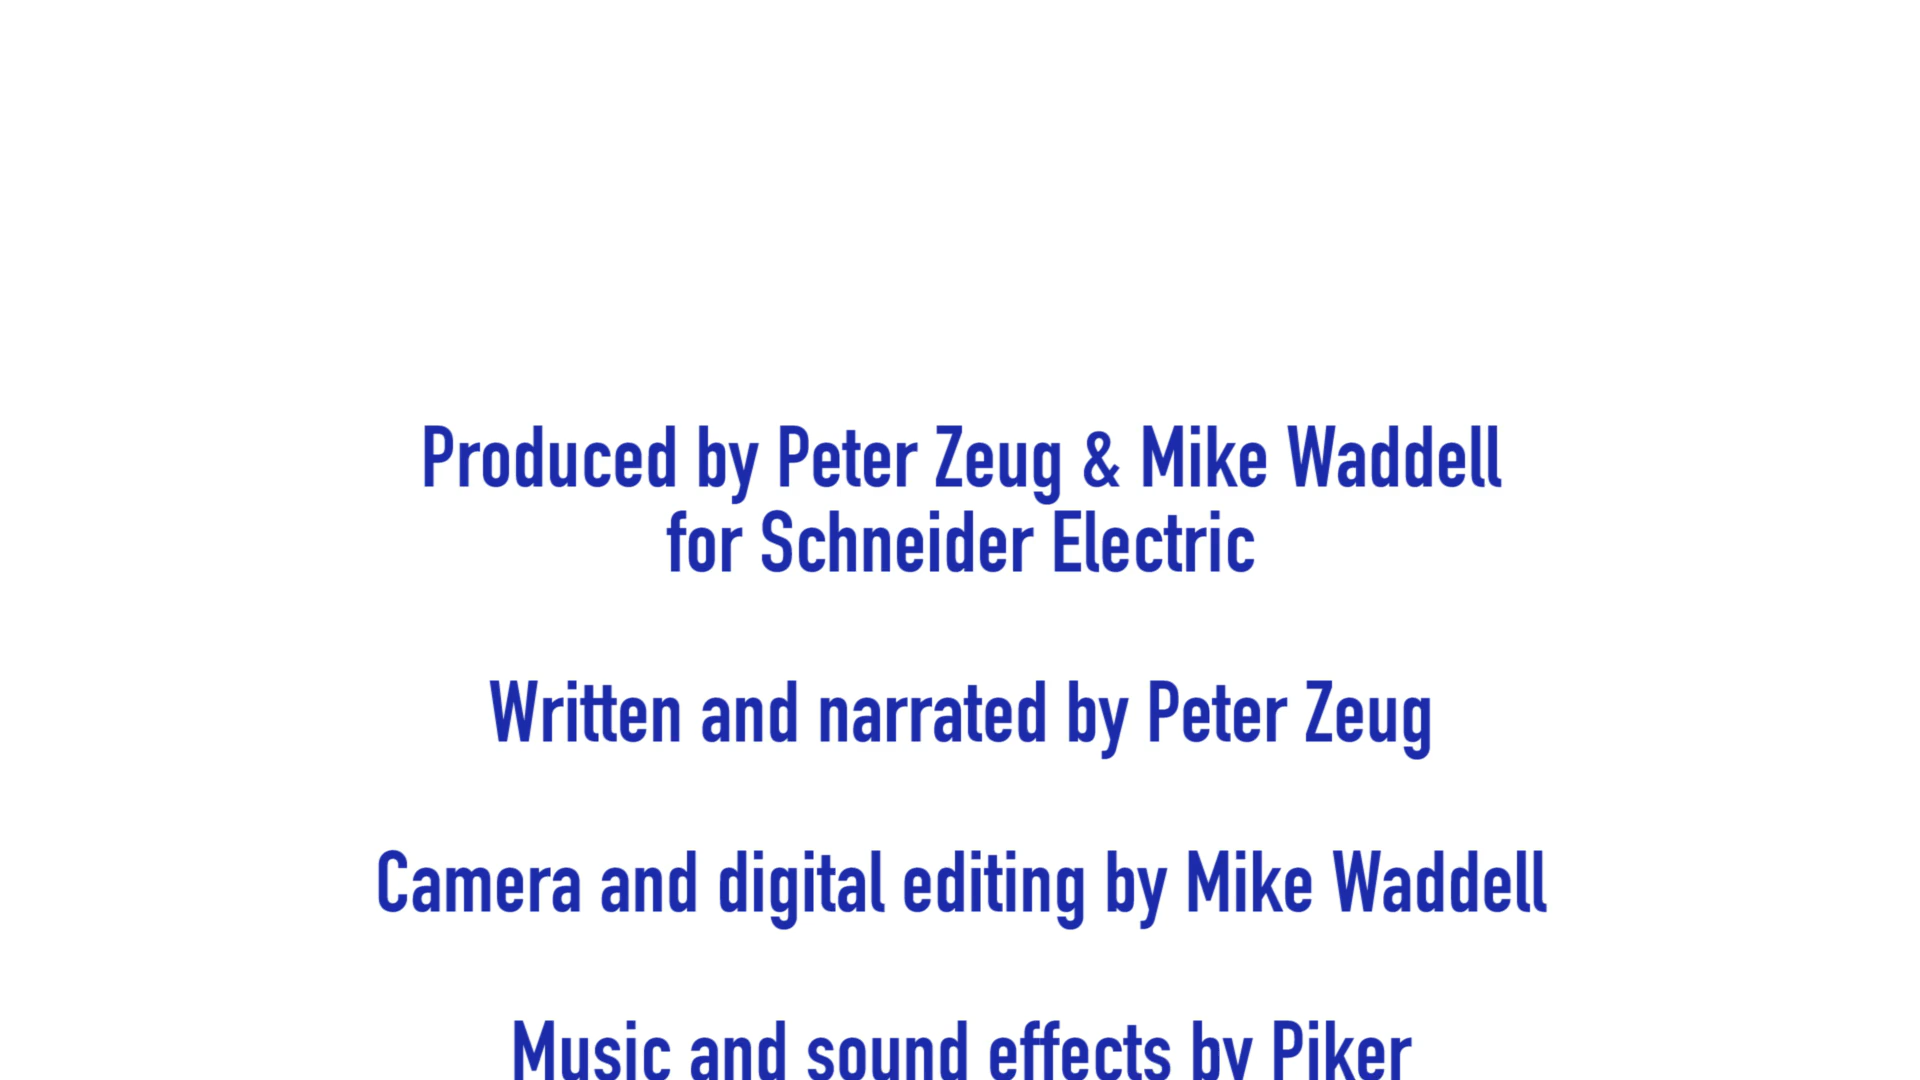 Produced by Peter Zeug & Mike Waddell
for Schneider Electric
Written and narrated by Peter Zeug
Camera and digital editing by Mike Waddell
Music and sound effects by Piker